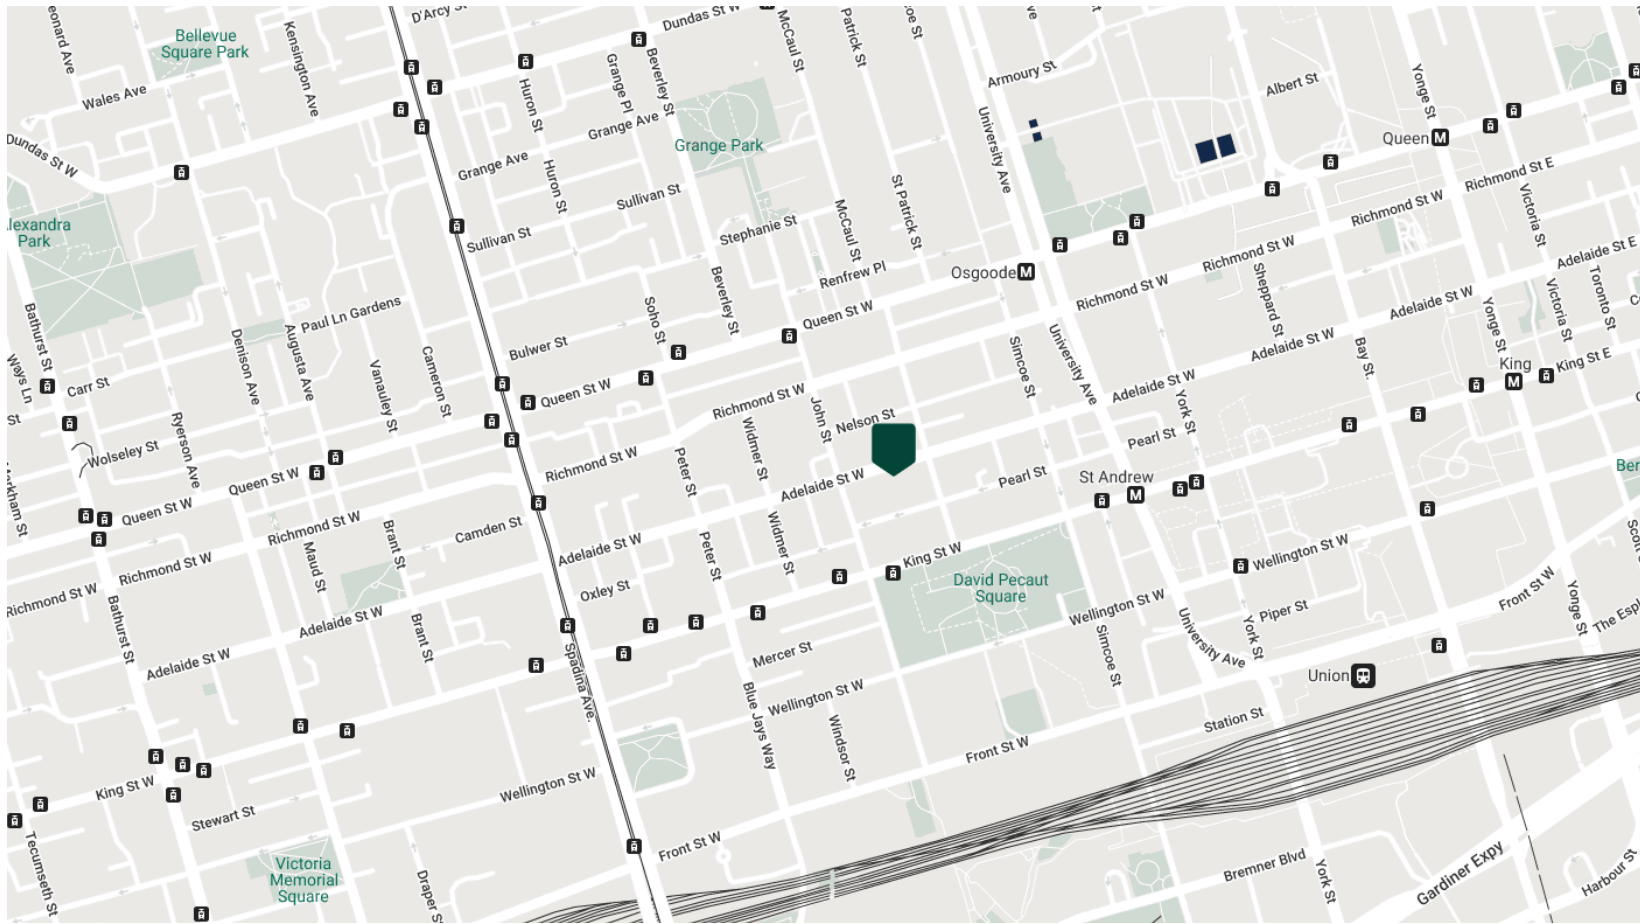 D'Arcy St
Dundas St W
Bellevue
Square Park
Kensington Ave
McCaul St
Patrick St
Armoury St
Albert St
Yonge St
Wales Ave
Huron St
Grange Pl
Beverley St
Grange Ave
Grange Park
University Ave
Queen
Dundas St W
Grange Ave
Huron St
Sullivan St
St Patrick St
Richmond St E
Victoria St
Richmond St W
Park
Sullivan St
Stephanie St
McCaul St
Richmond St W
Adelaide St E
Renfrew Pl
Osgoode
Richmond St W
Sheppard St
Adelaide St W
Victoria St
Toronto St
Yonge St
Bathurst St
Paul Ln Gardens
Soho St
Beverley St
Queen St W
Denison Ave
Augusta Ave
Bulwer St
Simcoe St
University Ave
Adelaide St W
Bay St.
King
King St E
Ways Ln
Carr St
Vanauley St
Cameron St
Queen St W
Richmond St W
John St
Nelson St
Adelaide St W
York St
Pearl St
St
Ryerson Ave
Wolseley St
Widmer St
Richmond St W
Peter St
Adelaide St W
Pearl St
St Andrew
Queen St W
Queen St W
Richmond St W
Camden St
Brant St
Maud St
Adelaide St W
Peter St
Widmer St
King St W
David Pecaut
Square
Wellington St W
Front St W
Yonge St
Richmond St W
Richmond St W
Bathurst St
Oxley St
Adelaide St W
Brant St
Wellington St W
Simcoe St
University Ave
York St
Piper St
Adelaide St W
Spadina Ave.
Mercer St
Union
Wellington St W
Blue Jays Way
Windsor St
Station St
Front St W
King St W
Wellington St W
Stewart St
Tecumseth St
Front St W
Victoria
Memorial
Square
Draper St
Bremner Blvd
York St
Gardiner Expy
Harbour St